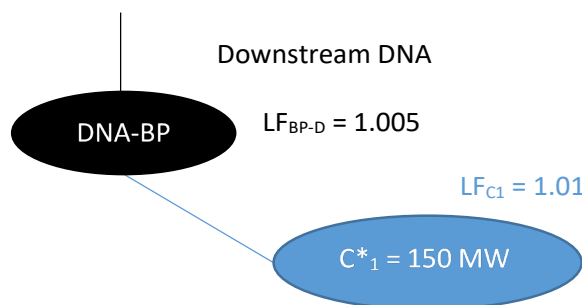 Downstream DNA
DNA-BP
LF_BP-D = 1.005
LF_C1 = 1.01
C*_1 = 150 MW